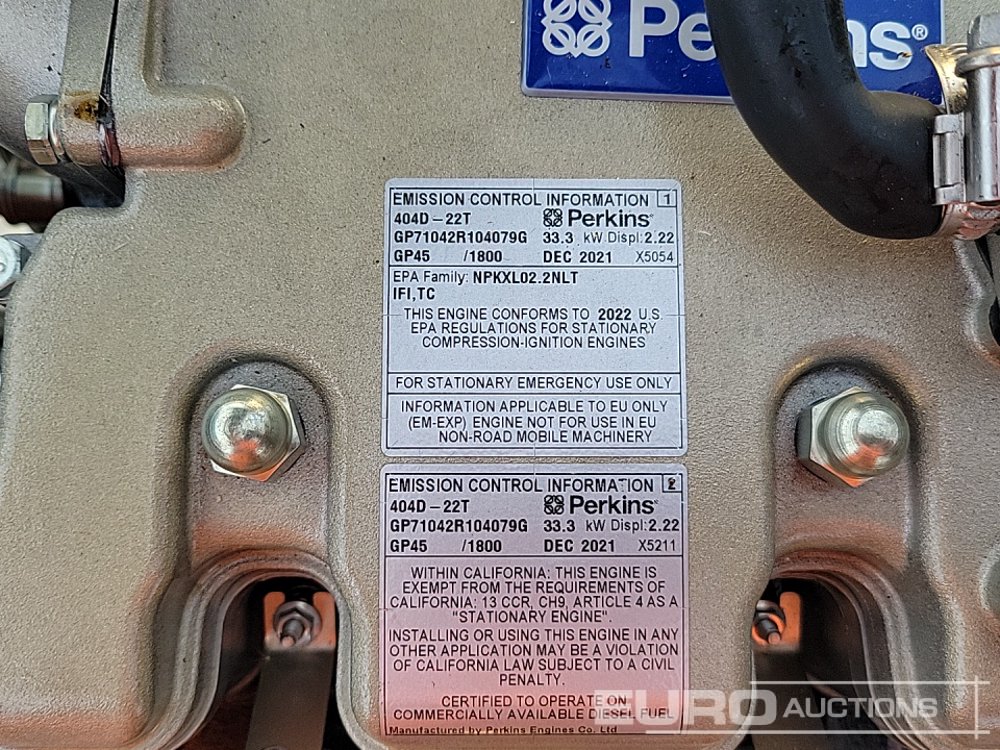 Perkins®
EMISSION CONTROL INFORMATION 1
404D-22T Perkins®
GP71042R104079G 33.3 kW Displ: 2.22
GP45 /1800 DEC 2021 X5054
EPA Family: NPKXL02.2NLT
IFI,TC
THIS ENGINE CONFORMS TO 2022 U.S.
EPA REGULATIONS FOR STATIONARY
COMPRESSION-IGNITION ENGINES
FOR STATIONARY EMERGENCY USE ONLY
INFORMATION APPLICABLE TO EU ONLY
(EM-EXP) ENGINE NOT FOR USE IN EU
NON-ROAD MOBILE MACHINERY
EMISSION CONTROL INFORMATION 2
404D-22T Perkins®
GP71042R104079G 33.3 kW Displ:2.22
GP45 /1800 DEC 2021 X5211
WITHIN CALIFORNIA: THIS ENGINE IS
EXEMPT FROM THE REQUIREMENTS OF
CALIFORNIA: 13 CCR, CH9, ARTICLE 4 AS A
"STATIONARY ENGINE".
INSTALLING OR USING THIS ENGINE IN ANY
OTHER APPLICATION MAY BE A VIOLATION
OF CALIFORNIA LAW SUBJECT TO A CIVIL
PENALTY.
CERTIFIED TO OPERATE ON
COMMERCIALLY AVAILABLE DIESEL FUEL
Manufactured by Perkins Engines Co. Ltd
EURO AUCTIONS